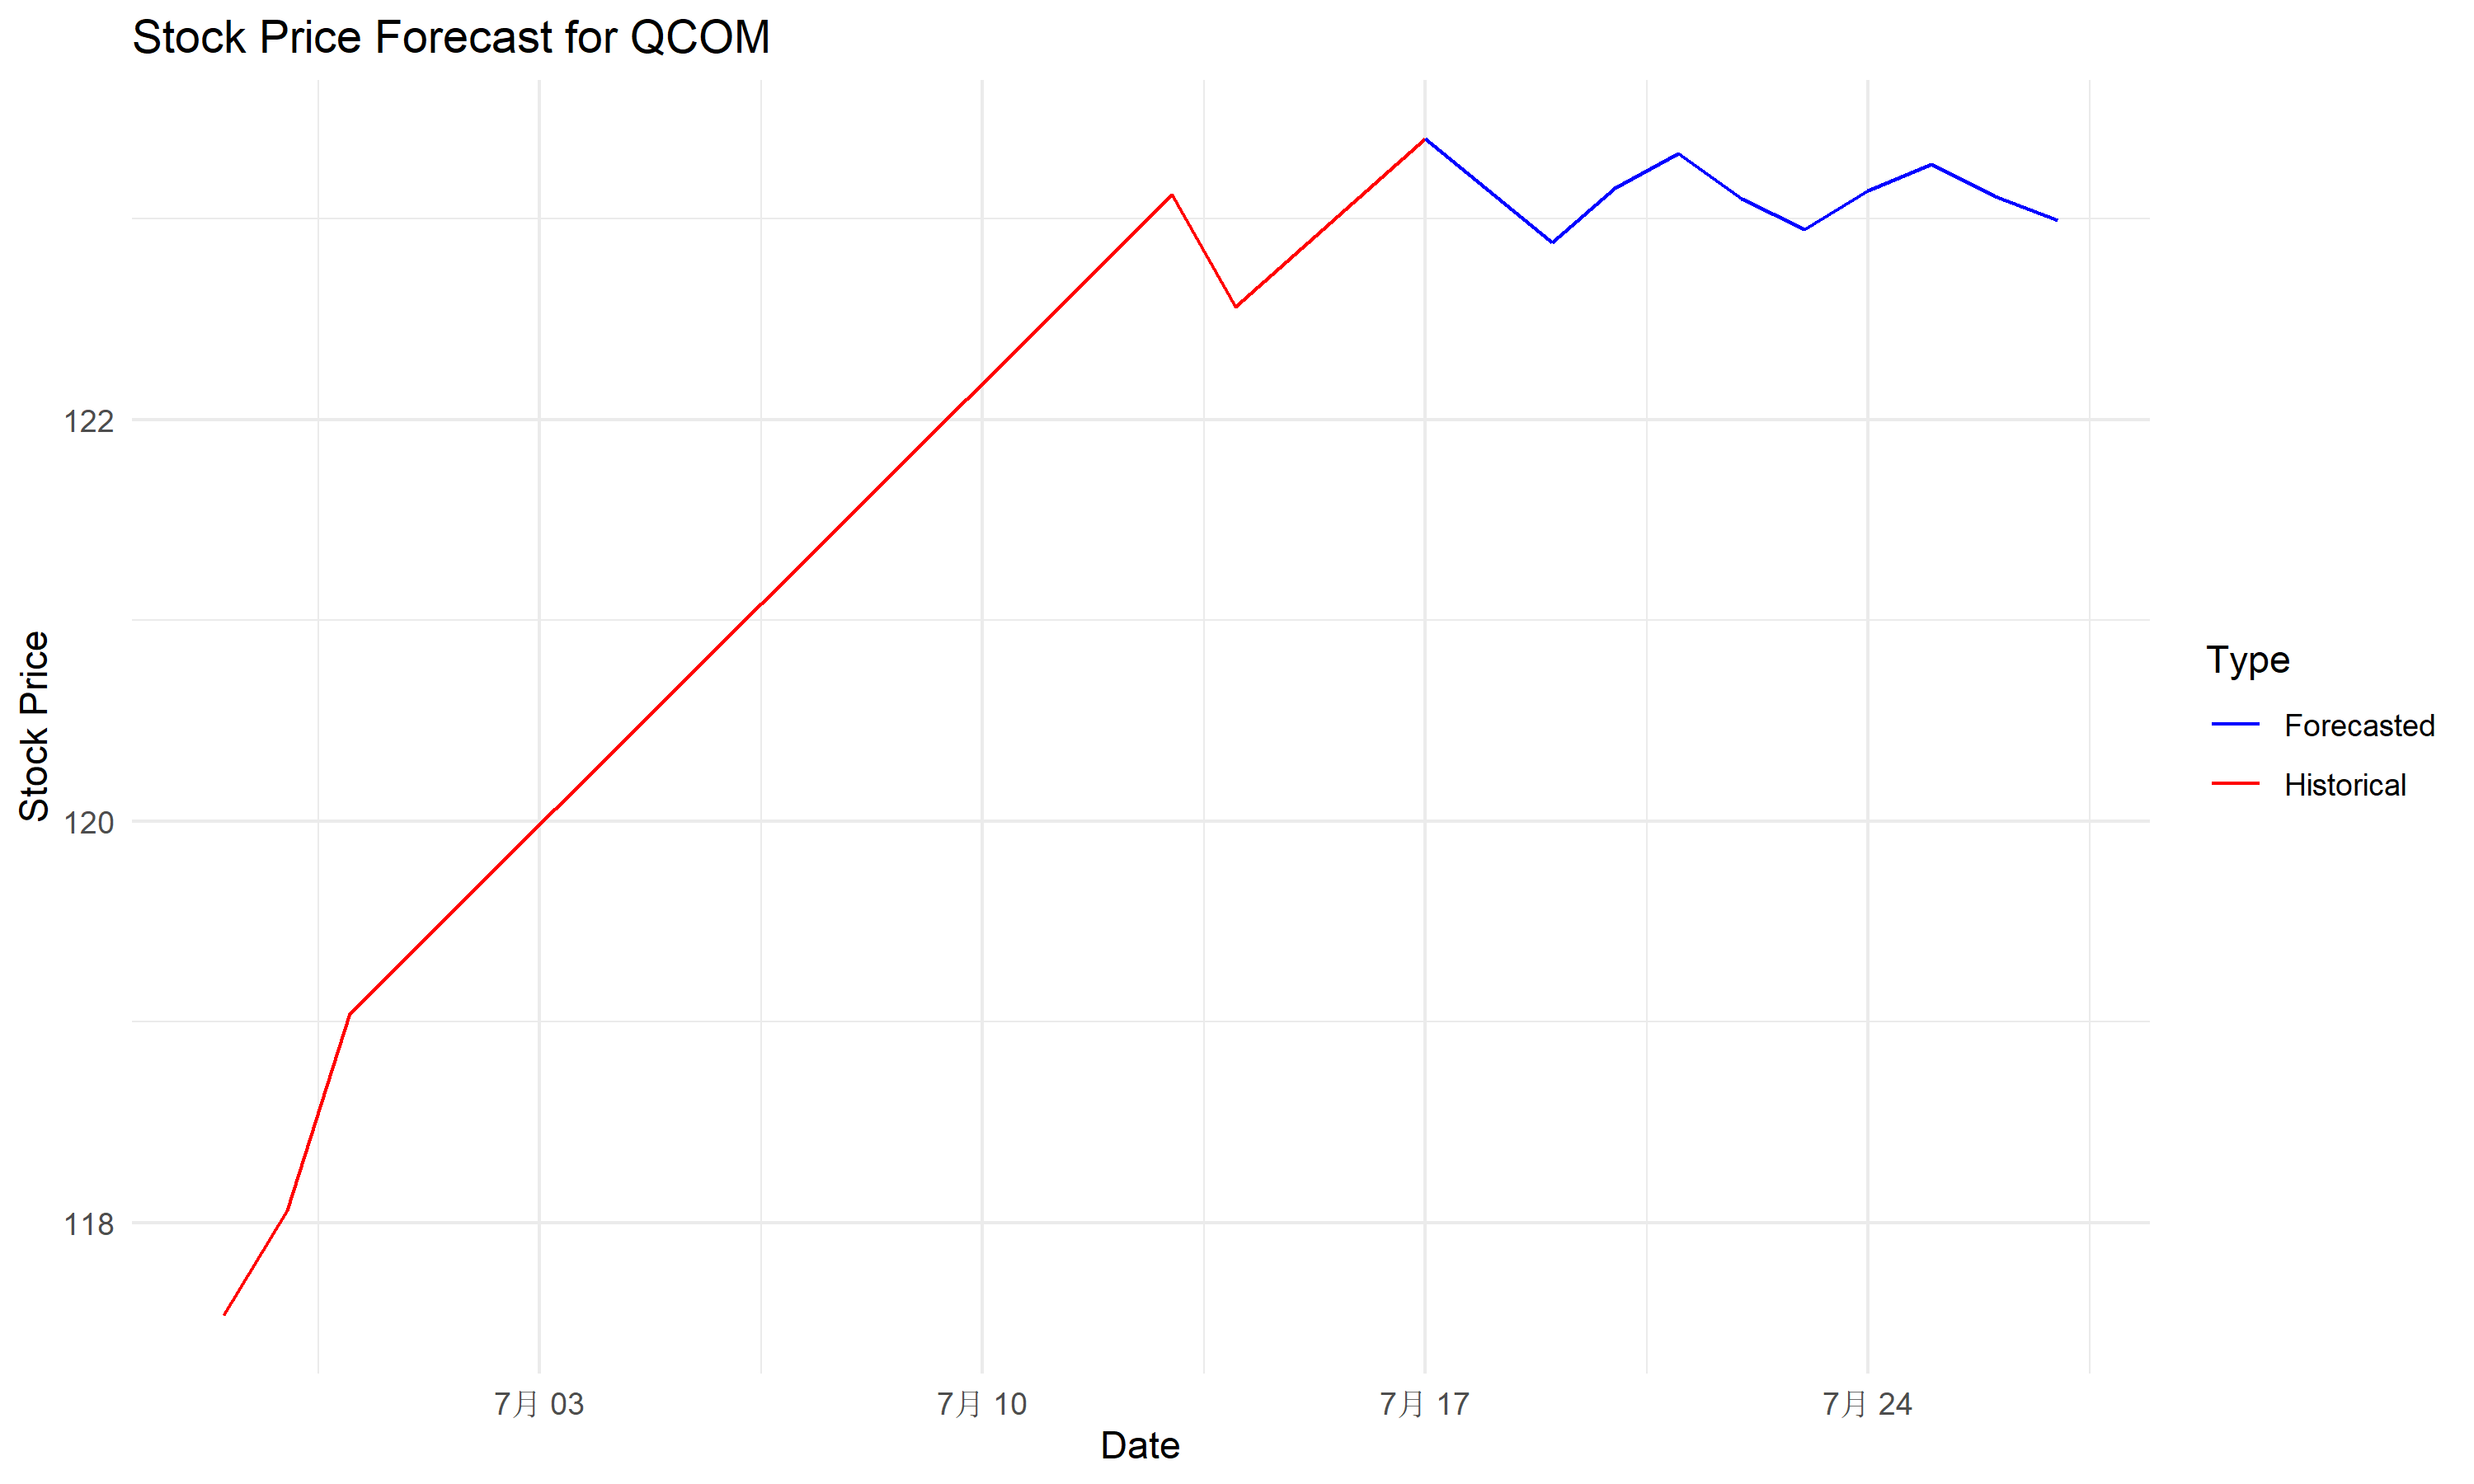 Stock Price Forecast for QCOM
Stock Price
122
120
118
7月 03
7月 10
7月 17
7月 24
Date
Type
Forecasted
Historical